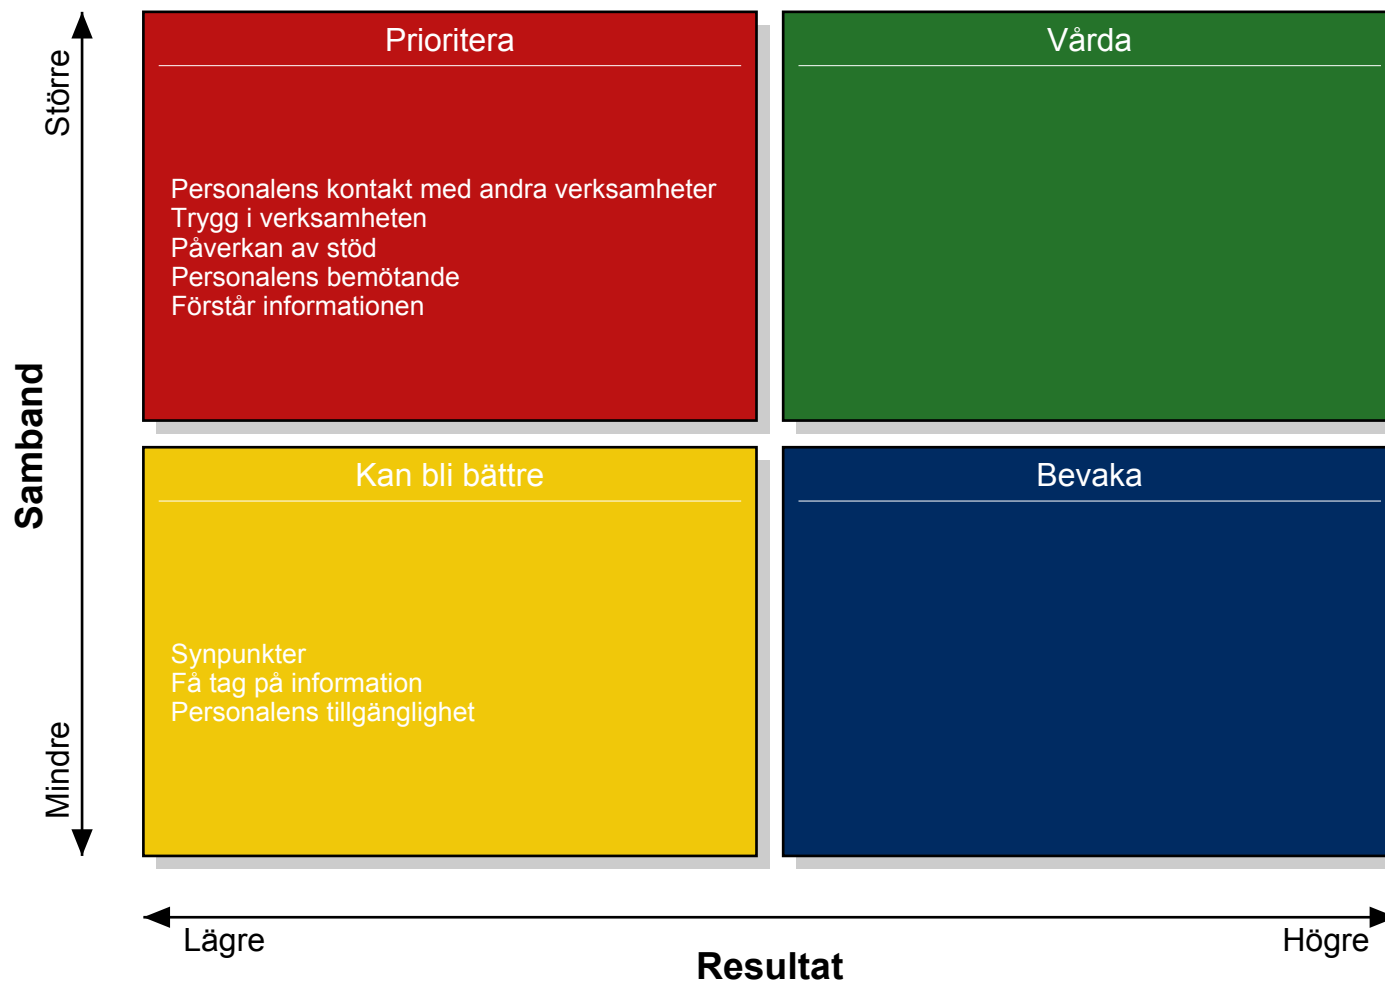 Större
Samband
Mindre
Prioritera
Personalens kontakt med andra verksamheter
Trygg i verksamheten
Påverkan av stöd
Personalens bemötande
Förstår informationen
Vårda
Kan bli bättre
Synpunkter
Få tag på information
Personalens tillgänglighet
Bevaka
Lägre
Högre
Resultat